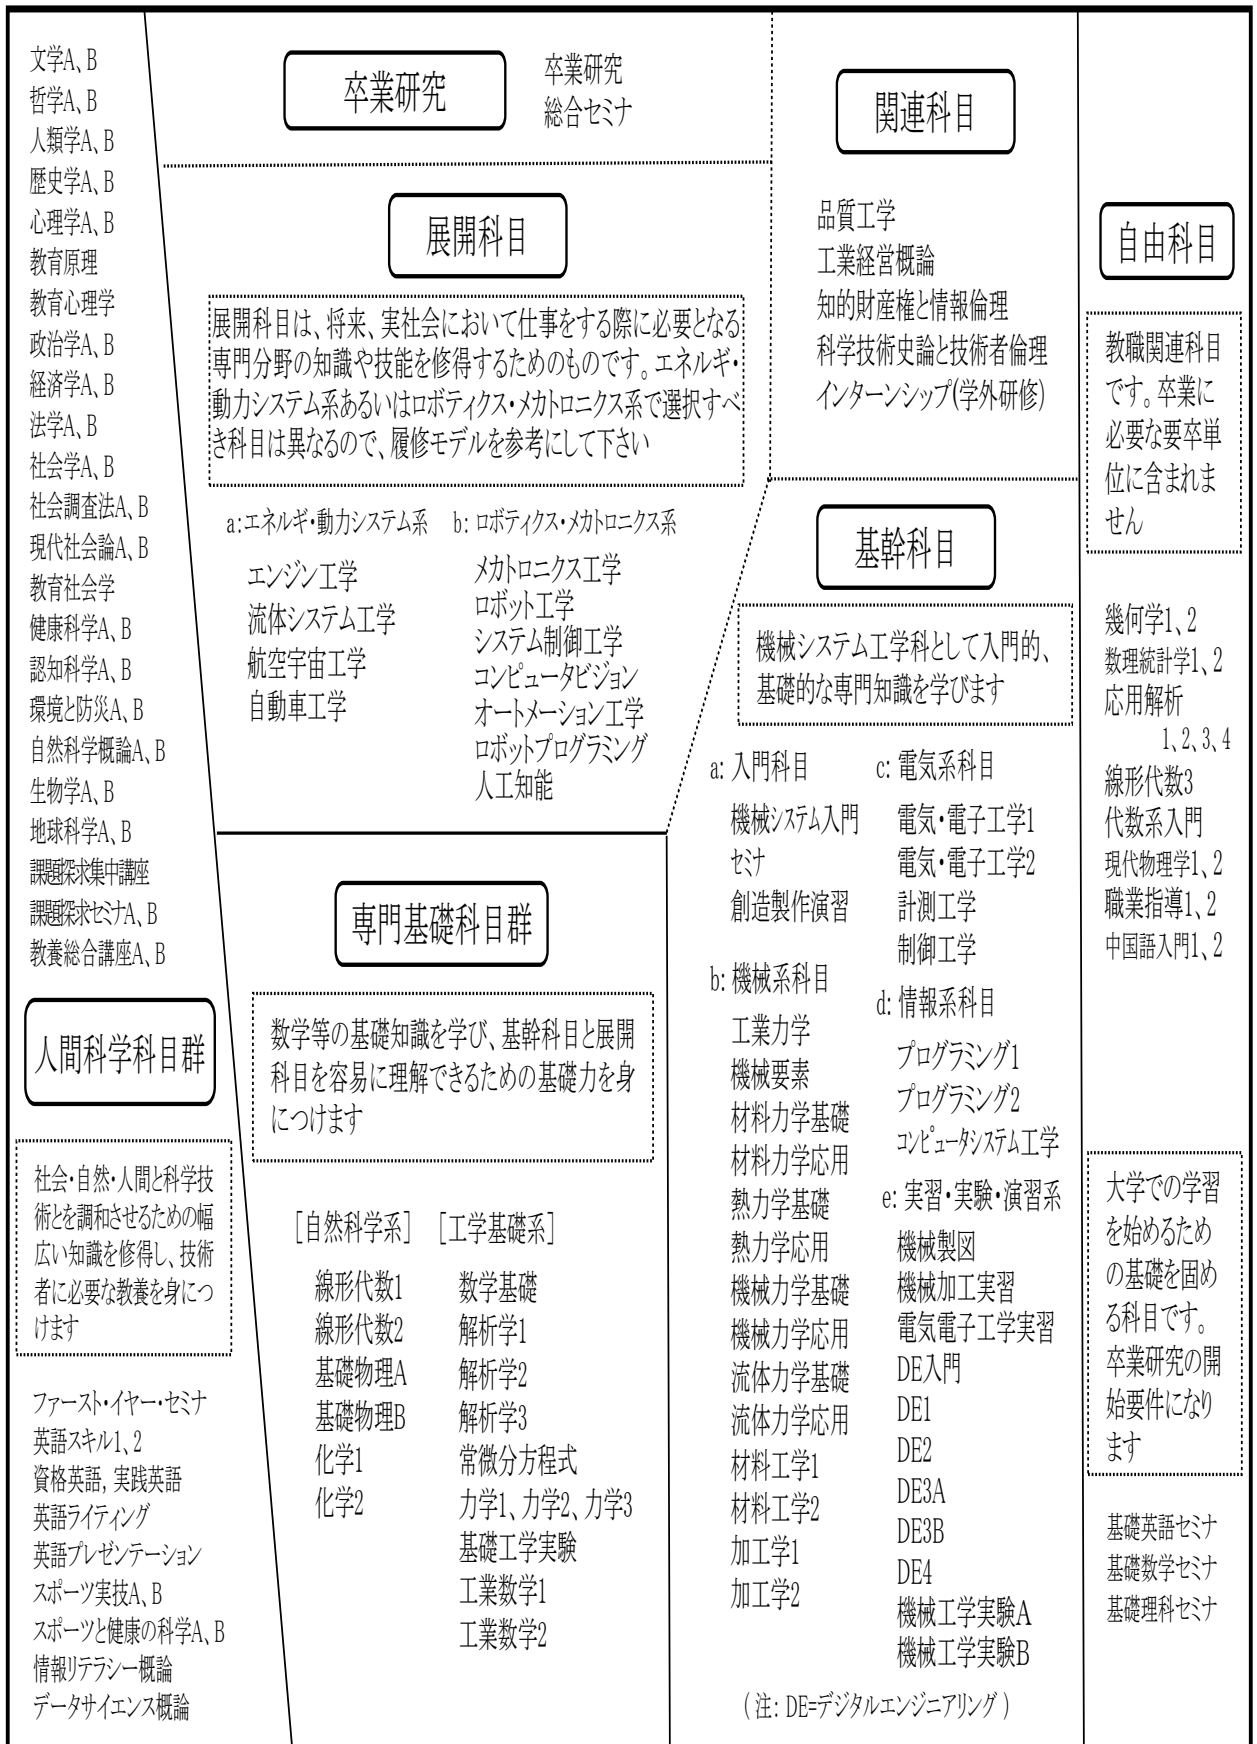 文学A、B
哲学A、B
人類学A、B
歴史学A、B
心理学A、B
教育原理
教育心理学
政治学A、B
経済学A、B
法学A、B
社会学A、B
社会調査法A、B
現代社会論A、B
教育社会学
健康科学A、B
認知科学A、B
環境と防災A、B
自然科学概論A、B
生物学A、B
地球科学A、B
課題探求集中講座
課題探求セミナA、B
教養総合講座A、B
人間科学科目群
社会・自然・人間と科学技
術とを調和させるための幅
広い知識を修得し、技術
者に必要な教養を身につ
けます
ファースト・イヤー・セミナ
英語スキル1、2
資格英語, 実践英語
英語ライティング
英語プレゼンテーション
スポーツ実技A、B
スポーツと健康の科学A、B
情報リテラシー概論
データサイエンス概論
卒業研究
卒業研究
総合セミナ
展開科目
展開科目は、将来、実社会において仕事をする際に必要となる
専門分野の知識や技能を修得するためのものです。エネルギ・
動力システム系あるいはロボティクス・メカトロニクス系で選択すべ
き科目は異なるので、履修モデルを参考にして下さい
a:エネルギ・動力システム系
エンジン工学
流体システム工学
航空宇宙工学
自動車工学
b: ロボティクス・メカトロニクス系
メカトロニクス工学
ロボット工学
システム制御工学
コンピュータビジョン
オートメーション工学
ロボットプログラミング
人工知能
専門基礎科目群
数学等の基礎知識を学び、基幹科目と展開
科目を容易に理解できるための基礎力を身
につけます
[自然科学系]
線形代数1
線形代数2
基礎物理A
基礎物理B
化学1
化学2
[工学基礎系]
数学基礎
解析学1
解析学2
解析学3
常微分方程式
力学1、力学2、力学3
基礎工学実験
工業数学1
工業数学2
関連科目
品質工学
工業経営概論
知的財産権と情報倫理
科学技術史論と技術者倫理
インターンシップ(学外研修)
基幹科目
機械システム工学科として入門的、
基礎的な専門知識を学びます
a: 入門科目
機械システム入門
セミナ
創造製作演習
b: 機械系科目
工業力学
機械要素
材料力学基礎
材料力学応用
熱力学基礎
熱力学応用
機械力学基礎
機械力学応用
流体力学基礎
流体力学応用
材料工学1
材料工学2
加工学1
加工学2
c: 電気系科目
電気・電子工学1
電気・電子工学2
計測工学
制御工学
d: 情報系科目
プログラミング1
プログラミング2
コンピュータシステム工学
e: 実習・実験・演習系
機械製図
機械加工実習
電気電子工学実習
DE入門
DE1
DE2
DE3A
DE3B
DE4
機械工学実験A
機械工学実験B
(注: DE=デジタルエンジニアリング)
自由科目
教職関連科目
です。卒業に
必要な要卒単
位に含まれま
せん
幾何学1、2
数理統計学1、2
応用解析
1、2、3、4
線形代数3
代数系入門
現代物理学1、2
職業指導1、2
中国語入門1、2
大学での学習
を始めるため
の基礎を固め
る科目です。
卒業研究の開
始要件になり
ます
基礎英語セミナ
基礎数学セミナ
基礎理科セミナ